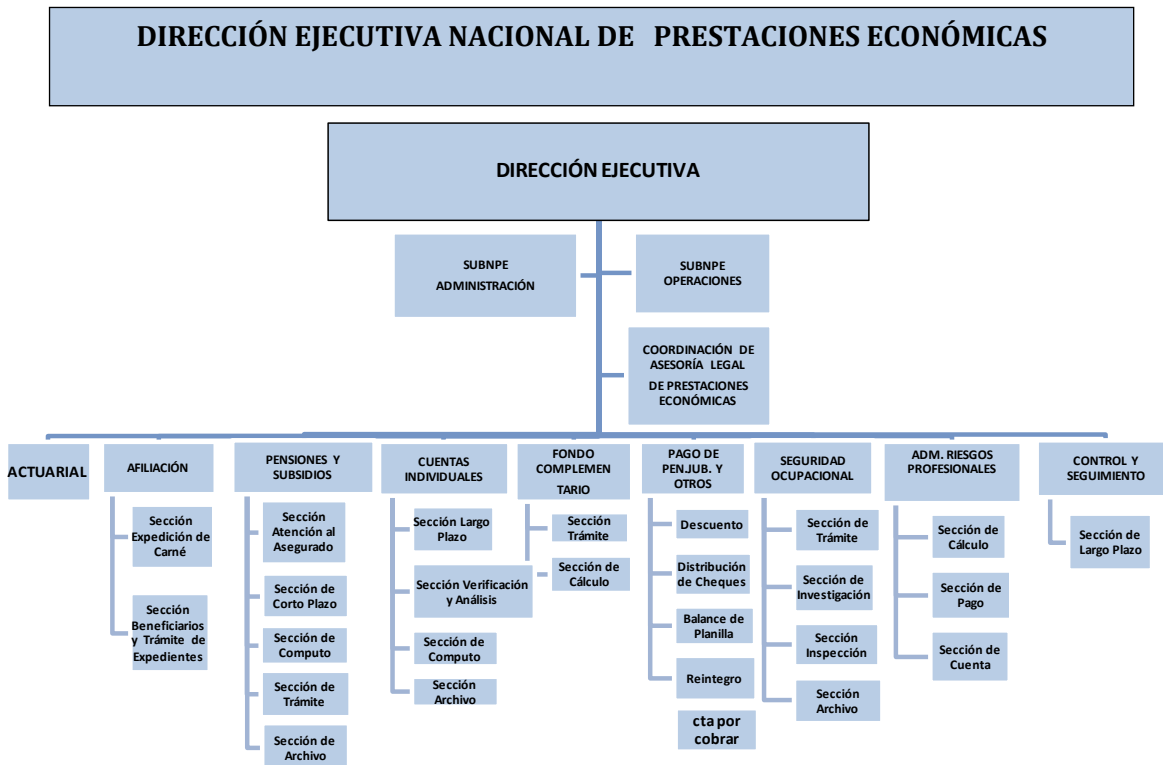 DIRECCIÓN EJECUTIVA NACIONAL DE PRESTACIONES ECONÓMICAS
DIRECCIÓN EJECUTIVA
SUBNPE
ADMINISTRACIÓN
SUBNPE
OPERACIONES
COORDINACIÓN DE
ASESORÍA LEGAL
DE PRESTACIONES
ECONÓMICAS
ACTUARIAL
AFILIACIÓN
Sección
Expedición de
Carné
Sección
Beneficiarios
y Trámite de
Expedientes
PENSIONES Y
SUBSIDIOS
Sección
Atención al
Asegurado
Sección de
Corto Plazo
Sección de
Computo
Sección de
Trámite
Sección de
Archivo
CUENTAS
INDIVIDUALES
Sección Largo
Plazo
Sección Verificación
y Análisis
Sección de
Computo
Sección
Archivo
FONDO
COMPLEMEN
TARIO
Sección
Trámite
Sección de
Cálculo
PAGO DE
PENJUB. Y
OTROS
Descuento
Distribución
de Cheques
Balance de
Planilla
Reintegro
cta por
cobrar
SEGURIDAD
OCUPACIONAL
Sección de
Trámite
Sección de
Investigación
Sección
Inspección
Sección
Archivo
ADM. RIESGOS
PROFESIONALES
Sección de
Cálculo
Sección de
Pago
Sección de
Cuenta
CONTROL Y
SEGUIMIENTO
Sección de
Largo Plazo